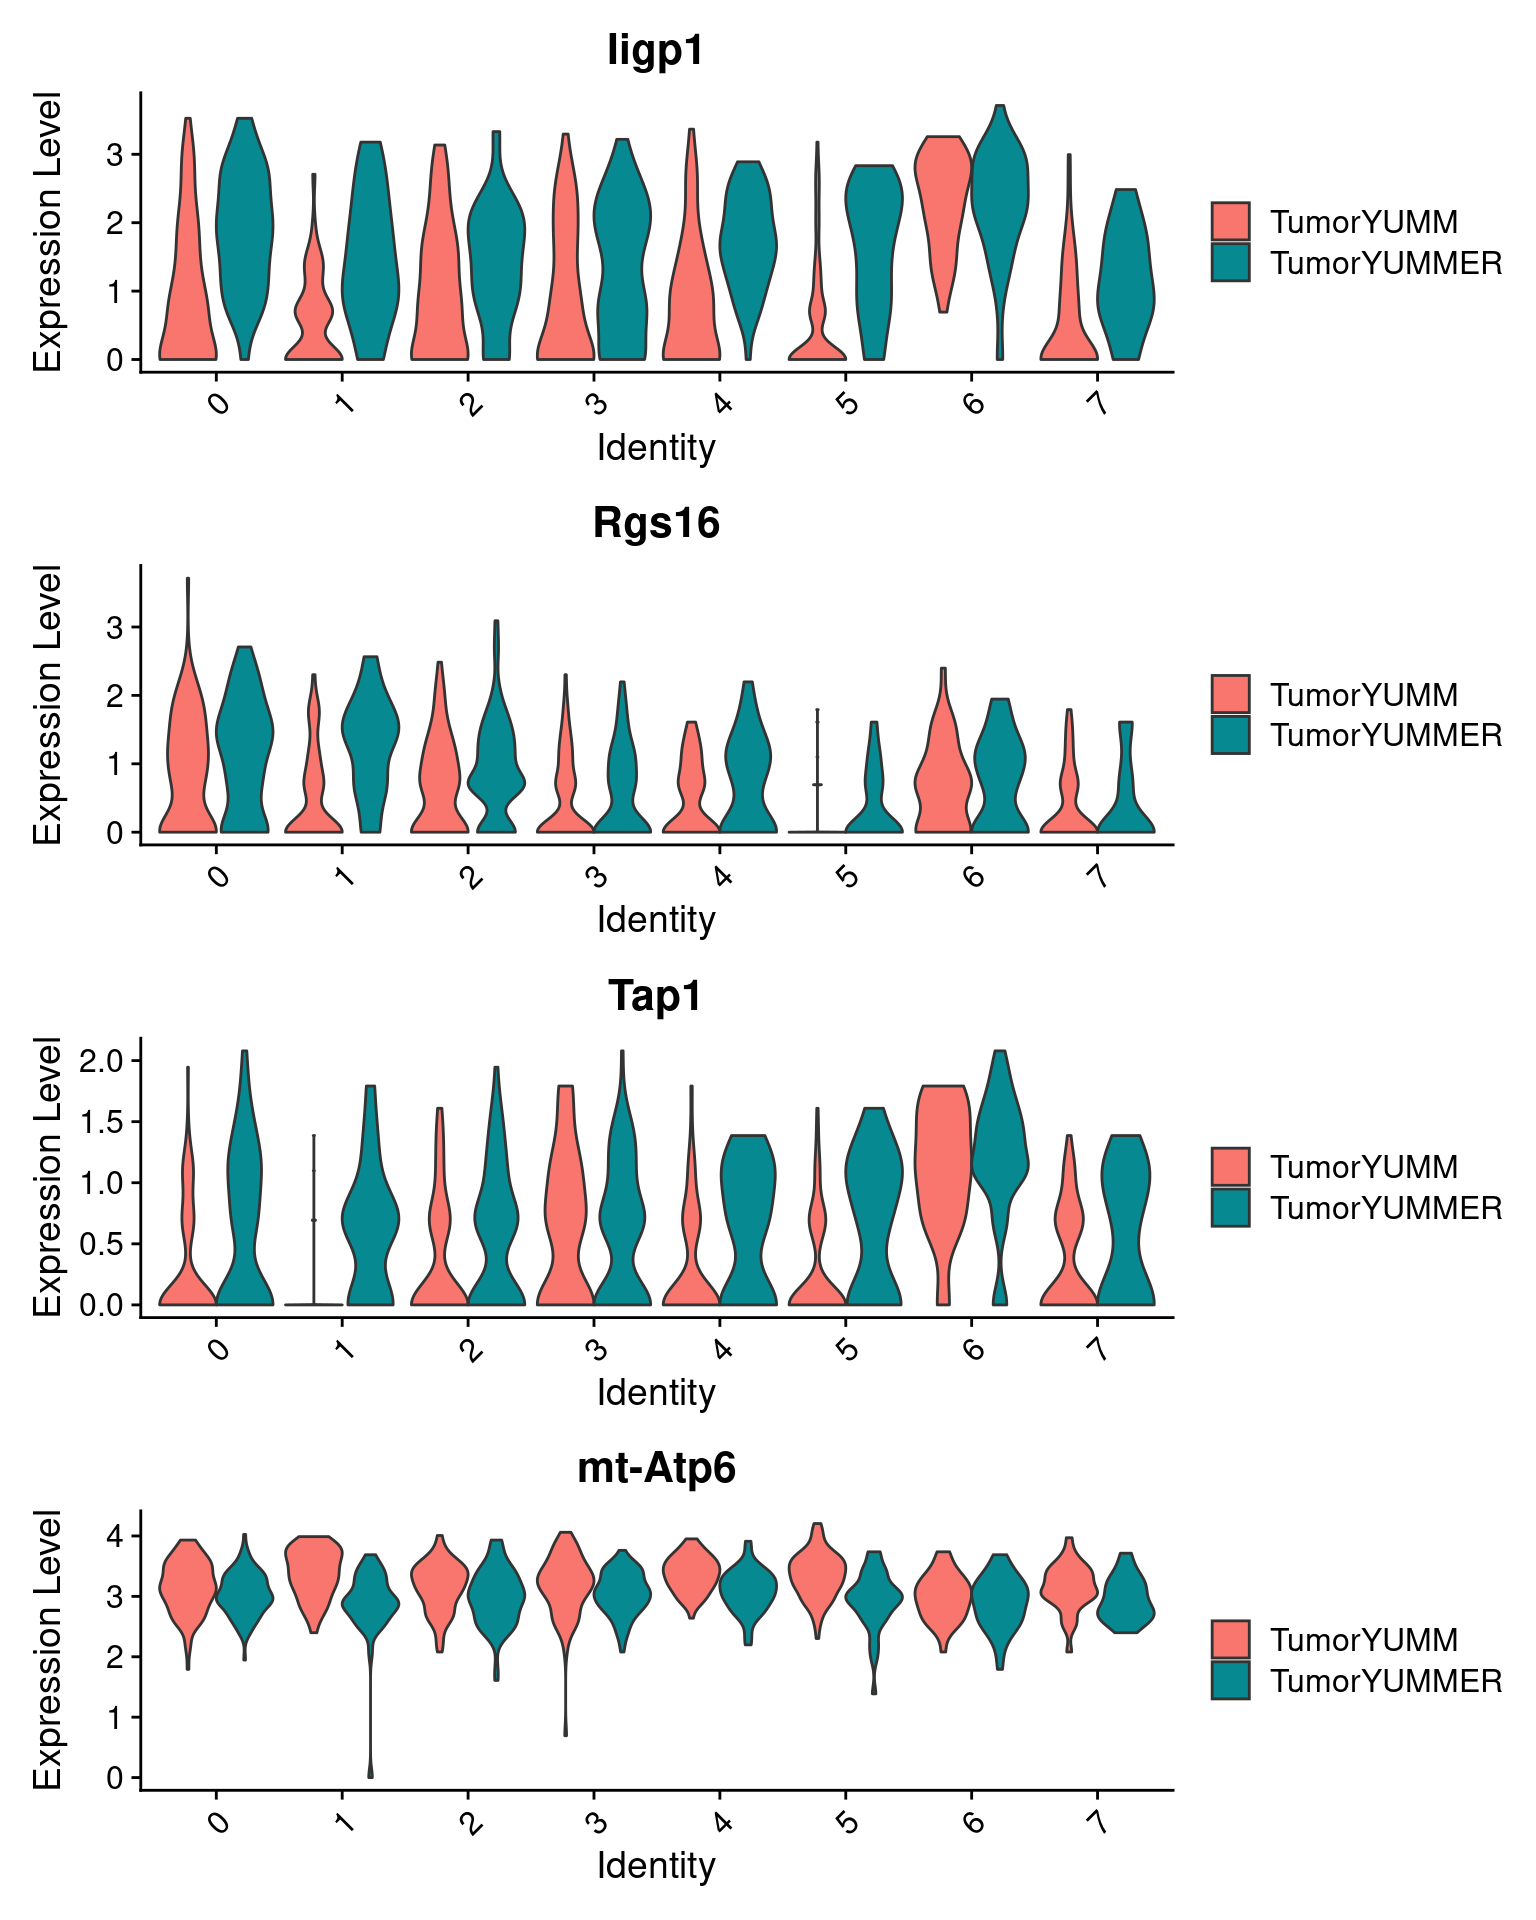 Iigp1
Expression Level
3
2
1
0
0 1 2 3 4 5 6 7
Identity
TumorYUMM
TumorYUMMER
Rgs16
Expression Level
3
2
1
0
0 1 2 3 4 5 6 7
Identity
TumorYUMM
TumorYUMMER
Tap1
Expression Level
2.0
1.5
1.0
0.5
0.0
0 1 2 3 4 5 6 7
Identity
TumorYUMM
TumorYUMMER
mt-Atp6
Expression Level
4
3
2
1
0
0 1 2 3 4 5 6 7
Identity
TumorYUMM
TumorYUMMER